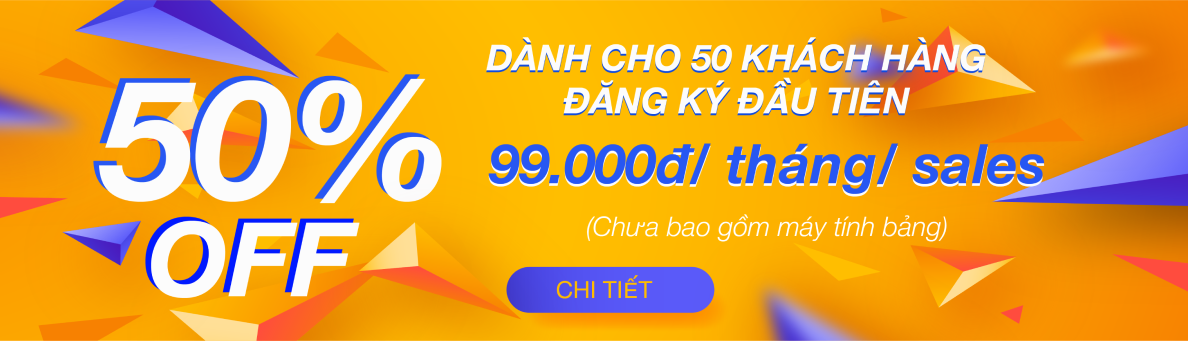 50%
OFF
DÀNH CHO 50 KHÁCH HÀNG
ĐĂNG KÝ ĐẦU TIÊN
99.000đ/ tháng/ sales
(Chưa bao gồm máy tính bảng)
CHI TIẾT